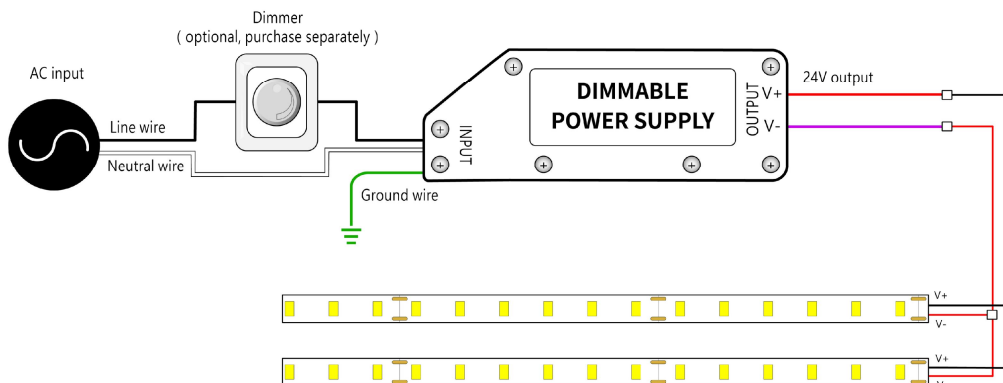 Dimmer
( optional, purchase separately )
AC input
Line wire
Neutral wire
Ground wire
INPUT
DIMMABLE
POWER SUPPLY
OUTPUT
V+
V-
24V output
V+
V-
V+